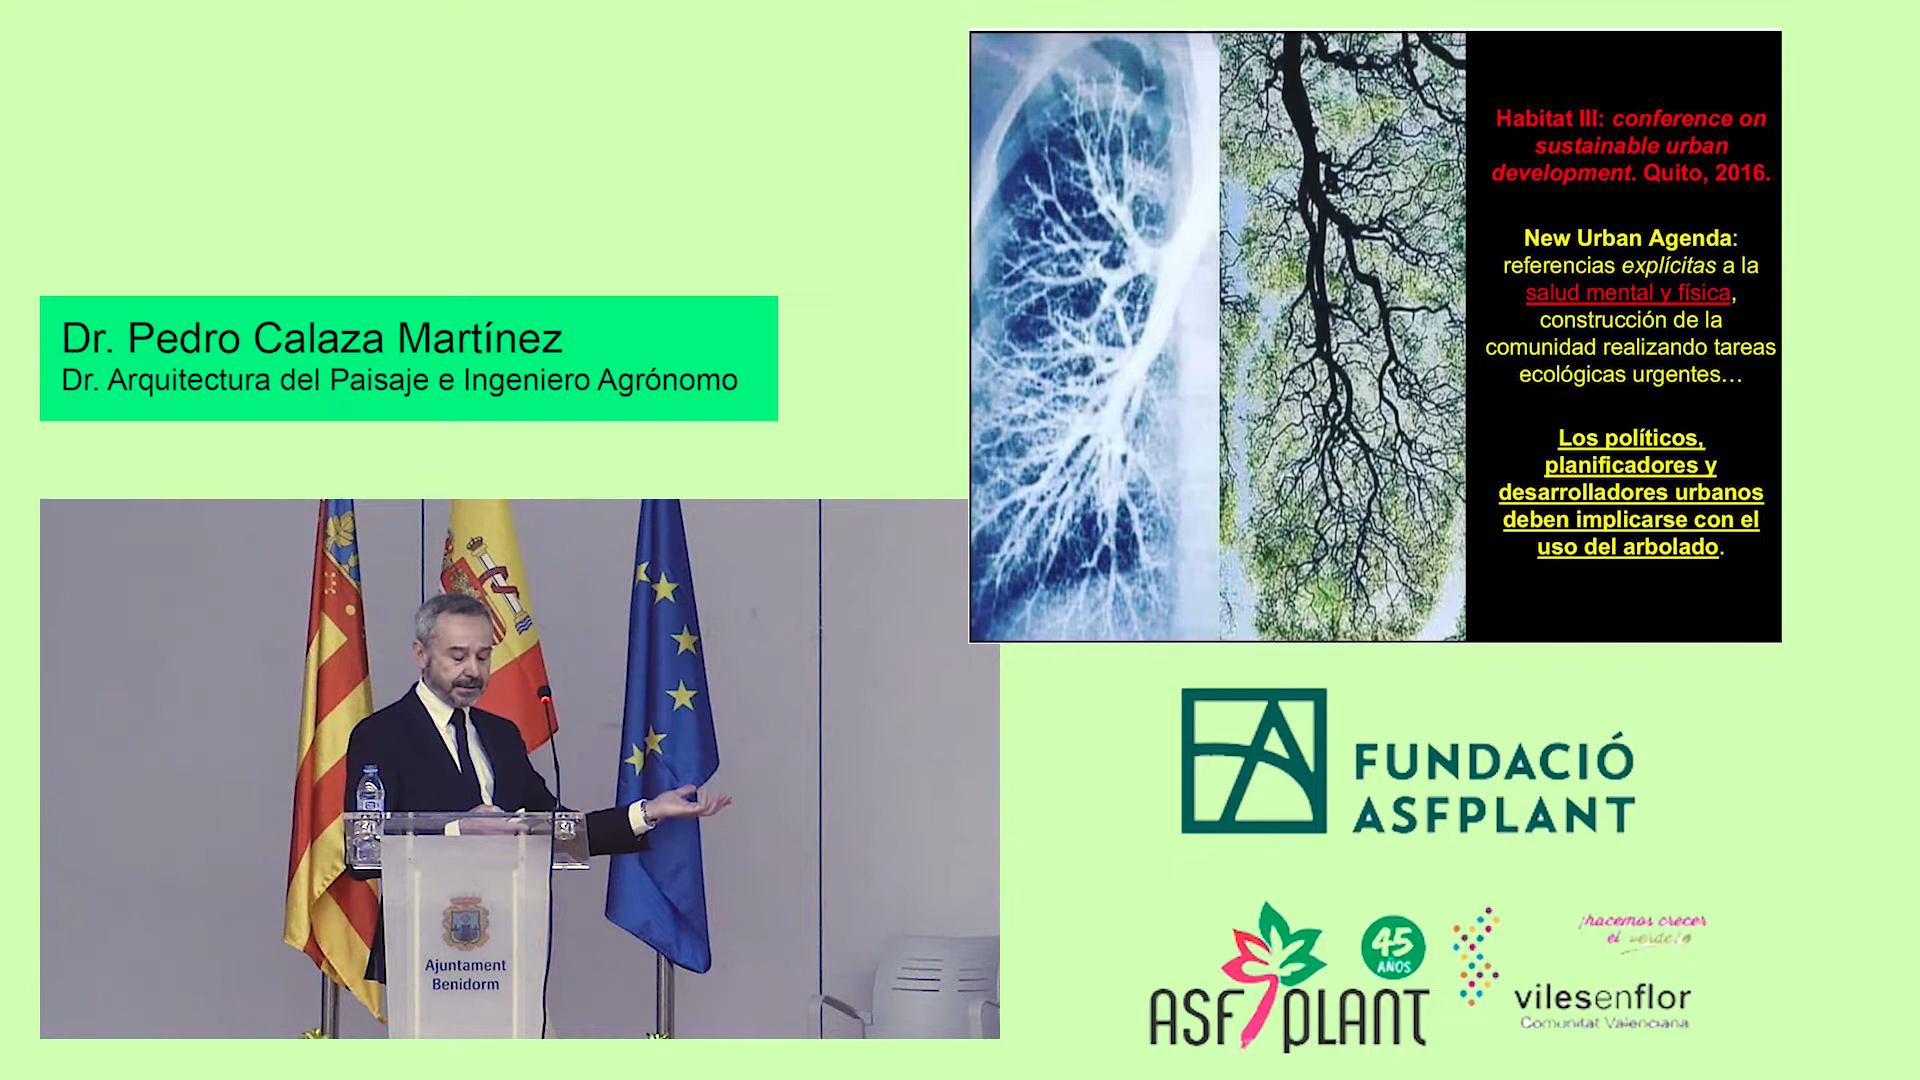 Dr. Pedro Calaza Martínez
Dr. Arquitectura del Paisaje e Ingeniero Agrónomo
Habitat III: conference on
sustainable urban
development. Quito, 2016.
New Urban Agenda:
referencias explícitas a la
salud mental y física,
construcción de la
comunidad realizando tareas
ecológicas urgentes…
Los políticos,
planificadores y
desarrolladores urbanos
deben implicarse con el
uso del arbolado.
Ajuntament
Benidorm
FUNDACIÓ
ASFPLANT
ASFPLANT
45
AÑOS
¡hacemos crecer
el verde!
vilesenflor
Comunitat Valenciana